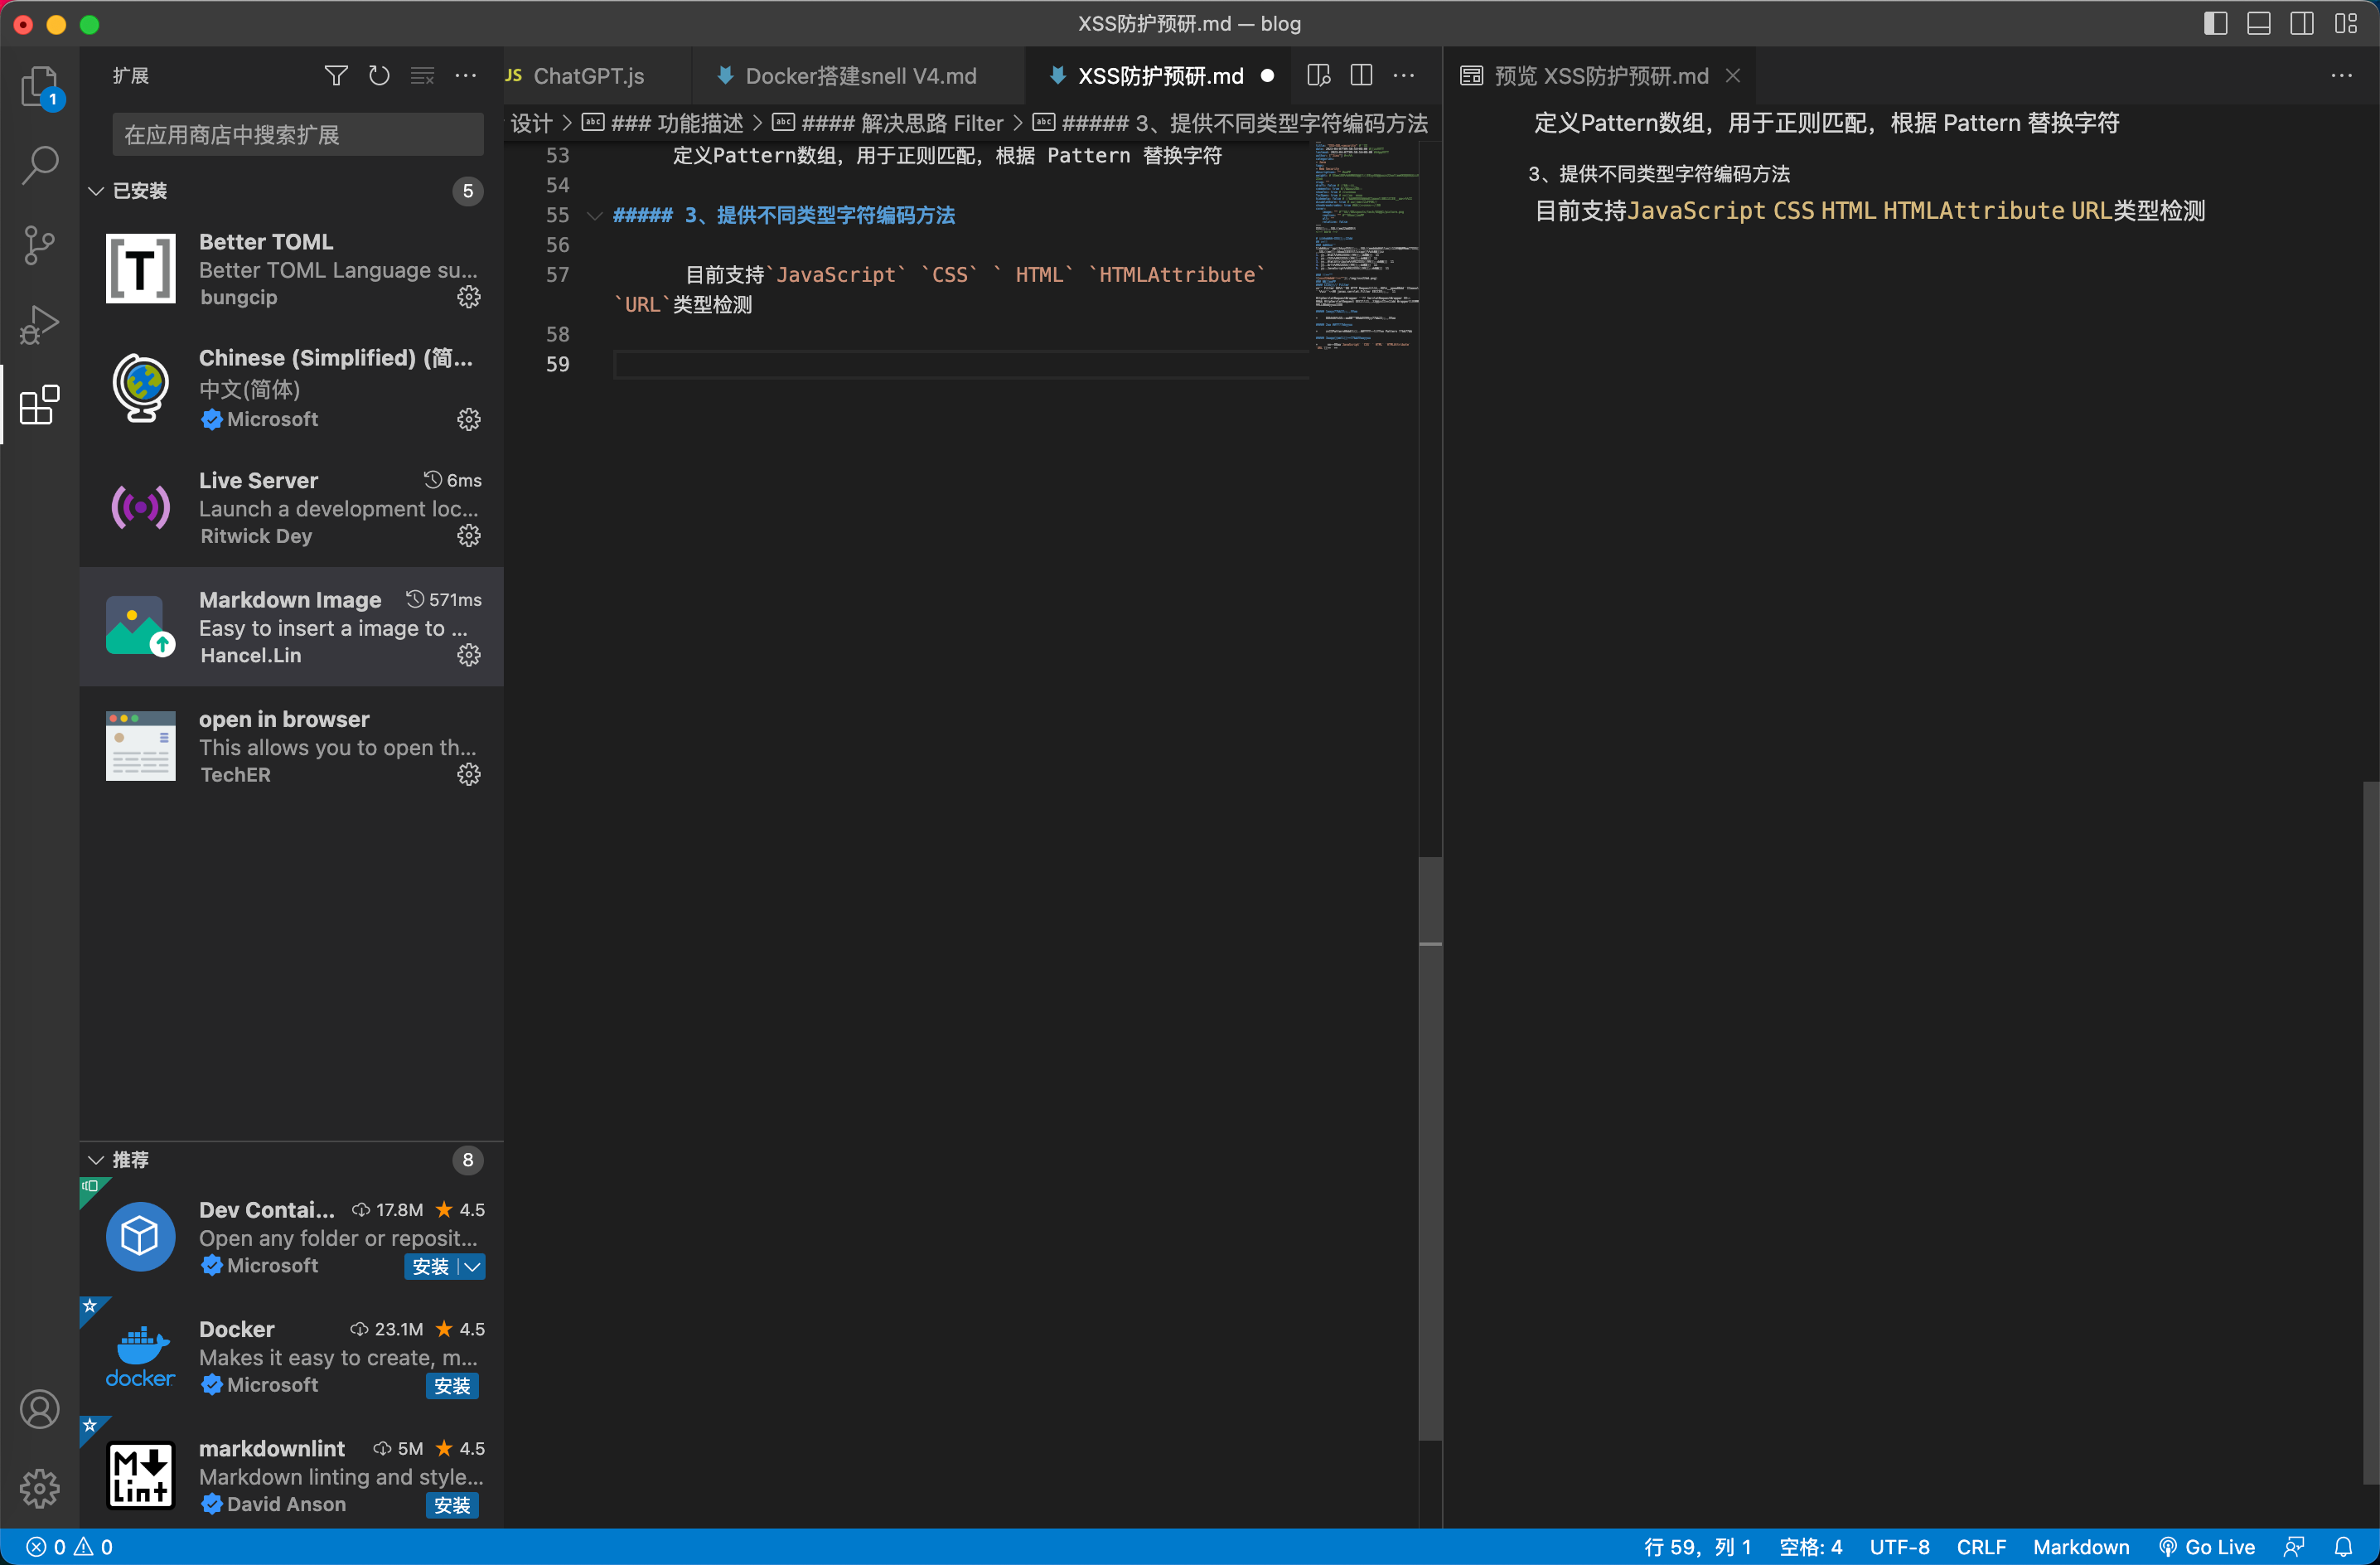 XSS防护预研.md — blog
扩展
JS ChatGPT.js
Docker搭建snell V4.md
XSS防护预研.md
预览 XSS防护预研.md
1
在应用商店中搜索扩展
设计 > ### 功能描述 > #### 解决思路 Filter > ##### 3、提供不同类型字符编码方法
已安装 5
Better TOML
Better TOML Language su...
bungcip
Chinese (Simplified) (简...
中文(简体)
Microsoft
Live Server 6ms
Launch a development loc...
Ritwick Dey
Markdown Image 571ms
Easy to insert a image to ...
Hancel.Lin
open in browser
This allows you to open th...
TechER
推荐 8
Dev Contai... 17.8M 4.5
Open any folder or reposit...
Microsoft 安装
Docker 23.1M 4.5
docker
Makes it easy to create, m...
Microsoft 安装
markdownlint 5M 4.5
M Lint
Markdown linting and style...
David Anson 安装
53 定义Pattern数组，用于正则匹配，根据 Pattern 替换字符
54
55 ##### 3、提供不同类型字符编码方法
56
57 目前支持`JavaScript` `CSS` ` HTML` `HTMLAttribute`
`URL`类型检测
58
59
定义Pattern数组，用于正则匹配，根据 Pattern 替换字符
3、提供不同类型字符编码方法
目前支持JavaScript CSS HTML HTMLAttribute URL类型检测
0 0
行 59，列 1 空格: 4 UTF-8 CRLF Markdown Go Live